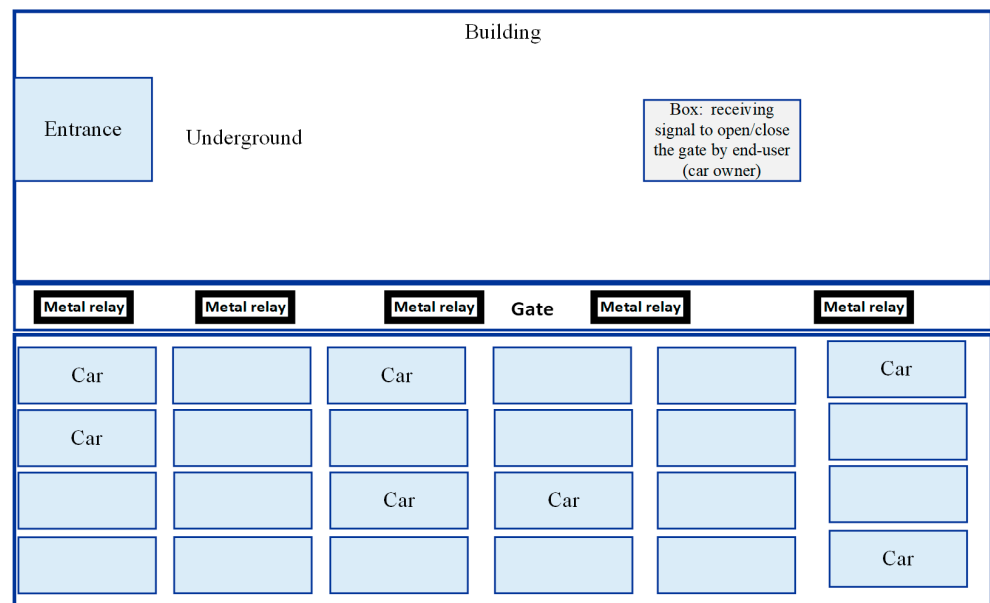 Building
Entrance
Underground
Box: receiving
signal to open/close
the gate by end-user
(car owner)
Metal relay
Metal relay
Metal relay
Gate
Metal relay
Metal relay
Car
Car
Car
Car
Car
Car
Car